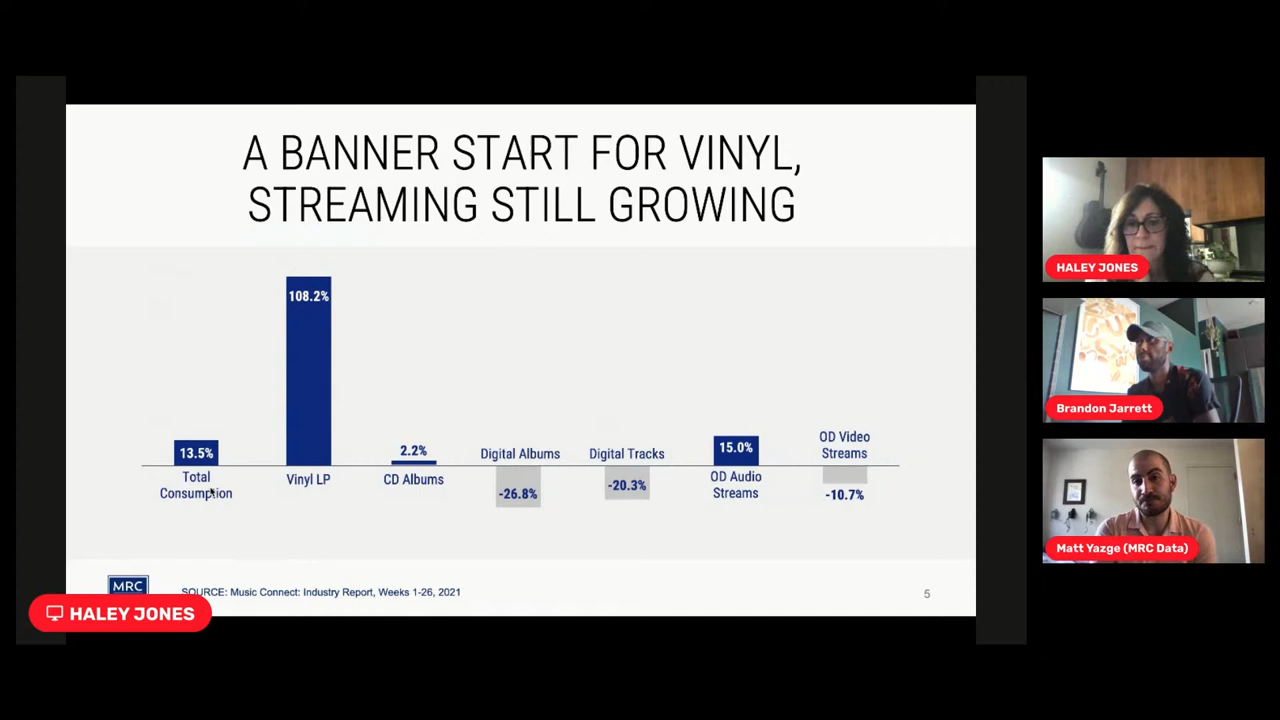 A BANNER START FOR VINYL,
STREAMING STILL GROWING
108.2%
13.5%
2.2%
15.0%
Total
Consumption
Vinyl LP
CD Albums
Digital Albums
-26.8%
Digital Tracks
-20.3%
OD Audio
Streams
OD Video
Streams
-10.7%
MRC
SOURCE: Music Connect: Industry Report, Weeks 1-26, 2021
5
HALEY JONES
HALEY JONES
Brandon Jarrett
Matt Yazge (MRC Data)